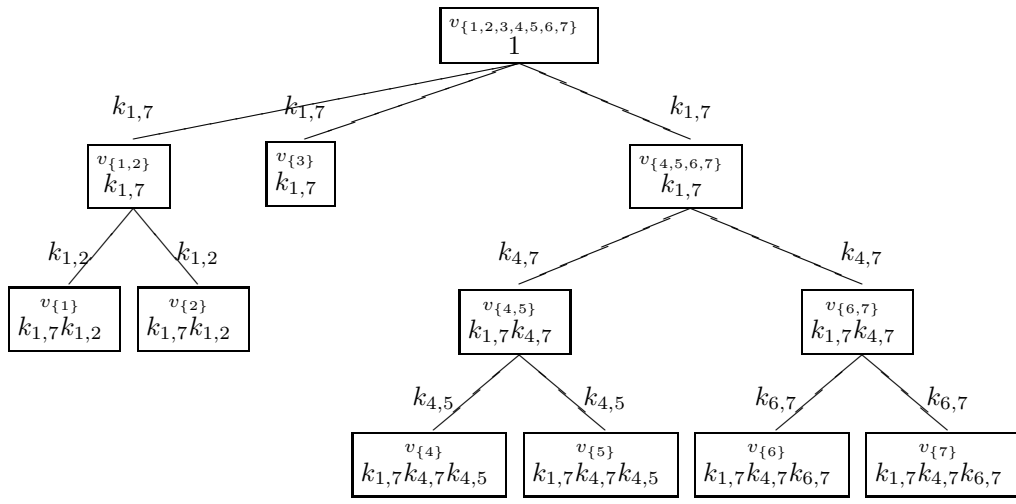 v_{\{1,2,3,4,5,6,7\}}
1
k_{1,7} k_{1,7} k_{1,7}
v_{\{1,2\}} v_{\{3\}} v_{\{4,5,6,7\}}
k_{1,7} k_{1,7} k_{1,7}
k_{1,2} k_{1,2} k_{4,7} k_{4,7}
v_{\{1\}} v_{\{2\}} v_{\{4,5\}} v_{\{6,7\}}
k_{1,7}k_{1,2} k_{1,7}k_{1,2} k_{1,7}k_{4,7} k_{1,7}k_{4,7}
k_{4,5} k_{4,5} k_{6,7} k_{6,7}
v_{\{4\}} v_{\{5\}} v_{\{6\}} v_{\{7\}}
k_{1,7}k_{4,7}k_{4,5} k_{1,7}k_{4,7}k_{4,5} k_{1,7}k_{4,7}k_{6,7} k_{1,7}k_{4,7}k_{6,7}